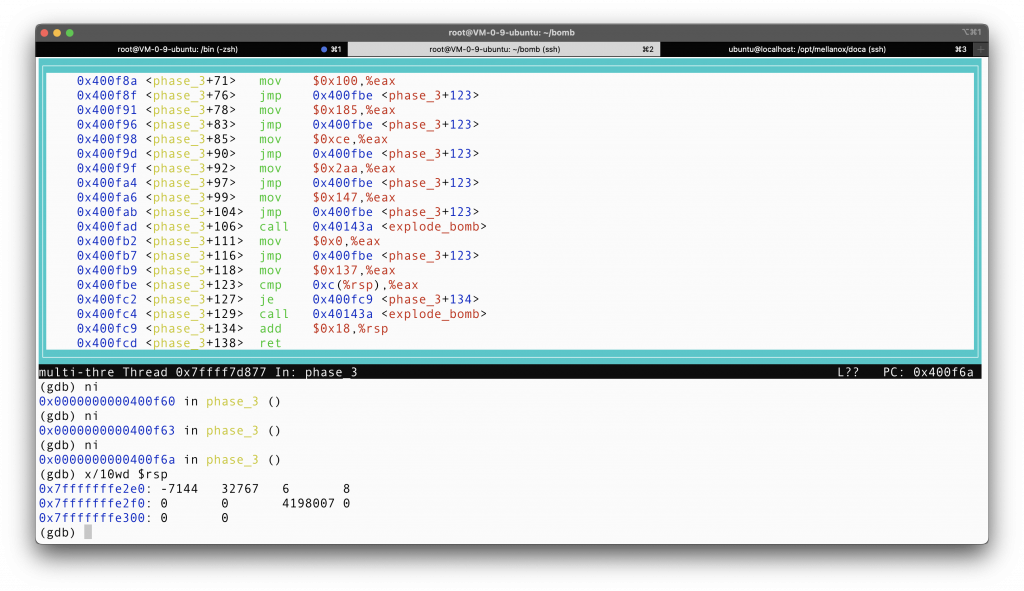 root@VM-0-9-ubuntu: ~/bomb
⌥⌘1
root@VM-0-9-ubuntu: /bin (-zsh) ⌘1
root@VM-0-9-ubuntu: ~/bomb (ssh) ⌘2
ubuntu@localhost: /opt/mellanox/doca (ssh) ⌘3 +
0x400f8a <phase_3+71> mov $0x100,%eax
0x400f8f <phase_3+76> jmp 0x400fbe <phase_3+123>
0x400f91 <phase_3+78> mov $0x185,%eax
0x400f96 <phase_3+83> jmp 0x400fbe <phase_3+123>
0x400f98 <phase_3+85> mov $0xce,%eax
0x400f9d <phase_3+90> jmp 0x400fbe <phase_3+123>
0x400f9f <phase_3+92> mov $0x2aa,%eax
0x400fa4 <phase_3+97> jmp 0x400fbe <phase_3+123>
0x400fa6 <phase_3+99> mov $0x147,%eax
0x400fab <phase_3+104> jmp 0x400fbe <phase_3+123>
0x400fad <phase_3+106> call 0x40143a <explode_bomb>
0x400fb2 <phase_3+111> mov $0x0,%eax
0x400fb7 <phase_3+116> jmp 0x400fbe <phase_3+123>
0x400fb9 <phase_3+118> mov $0x137,%eax
0x400fbe <phase_3+123> cmp 0xc(%rsp),%eax
0x400fc2 <phase_3+127> je 0x400fc9 <phase_3+134>
0x400fc4 <phase_3+129> call 0x40143a <explode_bomb>
0x400fc9 <phase_3+134> add $0x18,%rsp
0x400fcd <phase_3+138> ret
multi-thre Thread 0x7ffff7d877 In: phase_3 L?? PC: 0x400f6a
(gdb) ni
0x0000000000400f60 in phase_3 ()
(gdb) ni
0x0000000000400f63 in phase_3 ()
(gdb) ni
0x0000000000400f6a in phase_3 ()
(gdb) x/10wd $rsp
0x7fffffffe2e0: -7144 32767 6 8
0x7fffffffe2f0: 0 0 4198007 0
0x7fffffffe300: 0 0
(gdb)